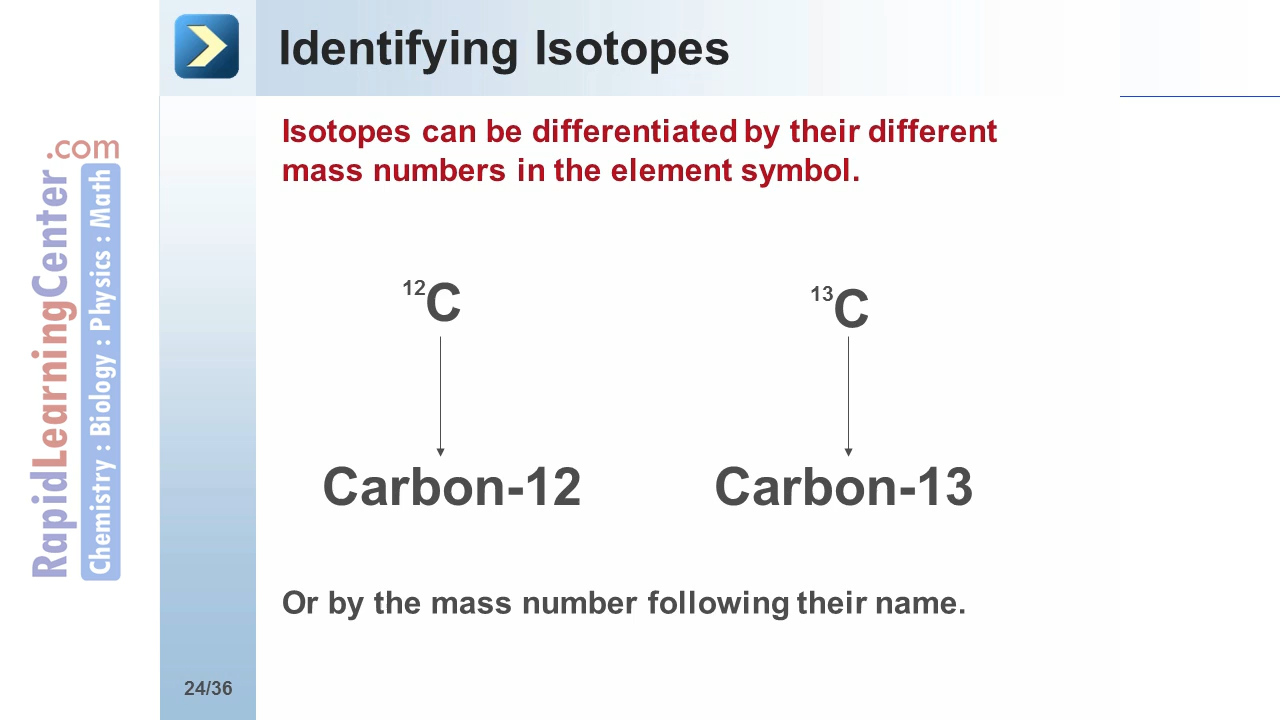 Identifying Isotopes
Isotopes can be differentiated by their different
mass numbers in the element symbol.
¹²C ¹³C
Carbon-12 Carbon-13
Or by the mass number following their name.
24/36
RapidLearningCenter.com
Chemistry : Biology : Physics : Math